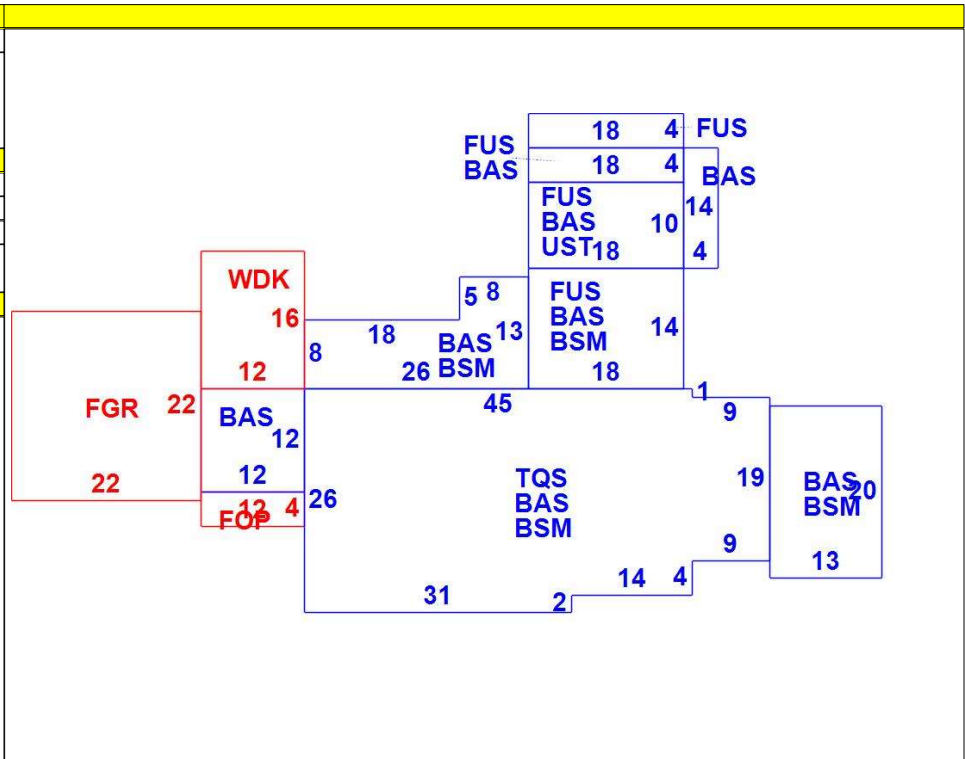 18 4 FUS
FUS
BAS
18 4
BAS
FUS
BAS
UST
18
10
14
4
WDK
16
12
5 8
18
13
8
26
BAS
BSM
FUS
BAS
BSM
14
18
1
9
45
FGR
22
22
BAS
12
12
12 4
FOP
26
TQS
BAS
BSM
19
BAS
BSM
20
13
9
14 4
31
2